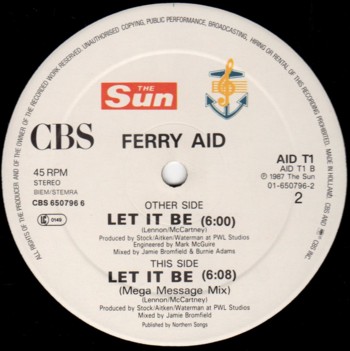 ALL RIGHTS OF THE PRODUCER AND OF THE OWNER OF THE RECORDED WORK RESERVED. UNAUTHORISED COPYING, PUBLIC PERFORMANCE, BROADCASTING, HIRING OR RENTAL OF THIS RECORDING PROHIBITED. MADE IN HOLLAND.
THE
Sun
CBS
FERRY AID
45 RPM
STEREO
BIEM/STEMRA
CBS 650796 6
AID T1
AID T1 B
℗ 1987 The Sun
01-650796-2
2
OTHER SIDE
LET IT BE (6:00)
(Lennon/McCartney)
Produced by Stock/Aitken/Waterman at PWL Studios
Engineered by Mark McGuire
Mixed by Jamie Bromfield & Burnie Adams
THIS SIDE
LET IT BE (6:08)
(Mega Message Mix)
(Lennon/McCartney)
Produced by Stock/Aitken/Waterman at PWL Studios
Mixed by Jamie Bromfield
Published by Northern Songs